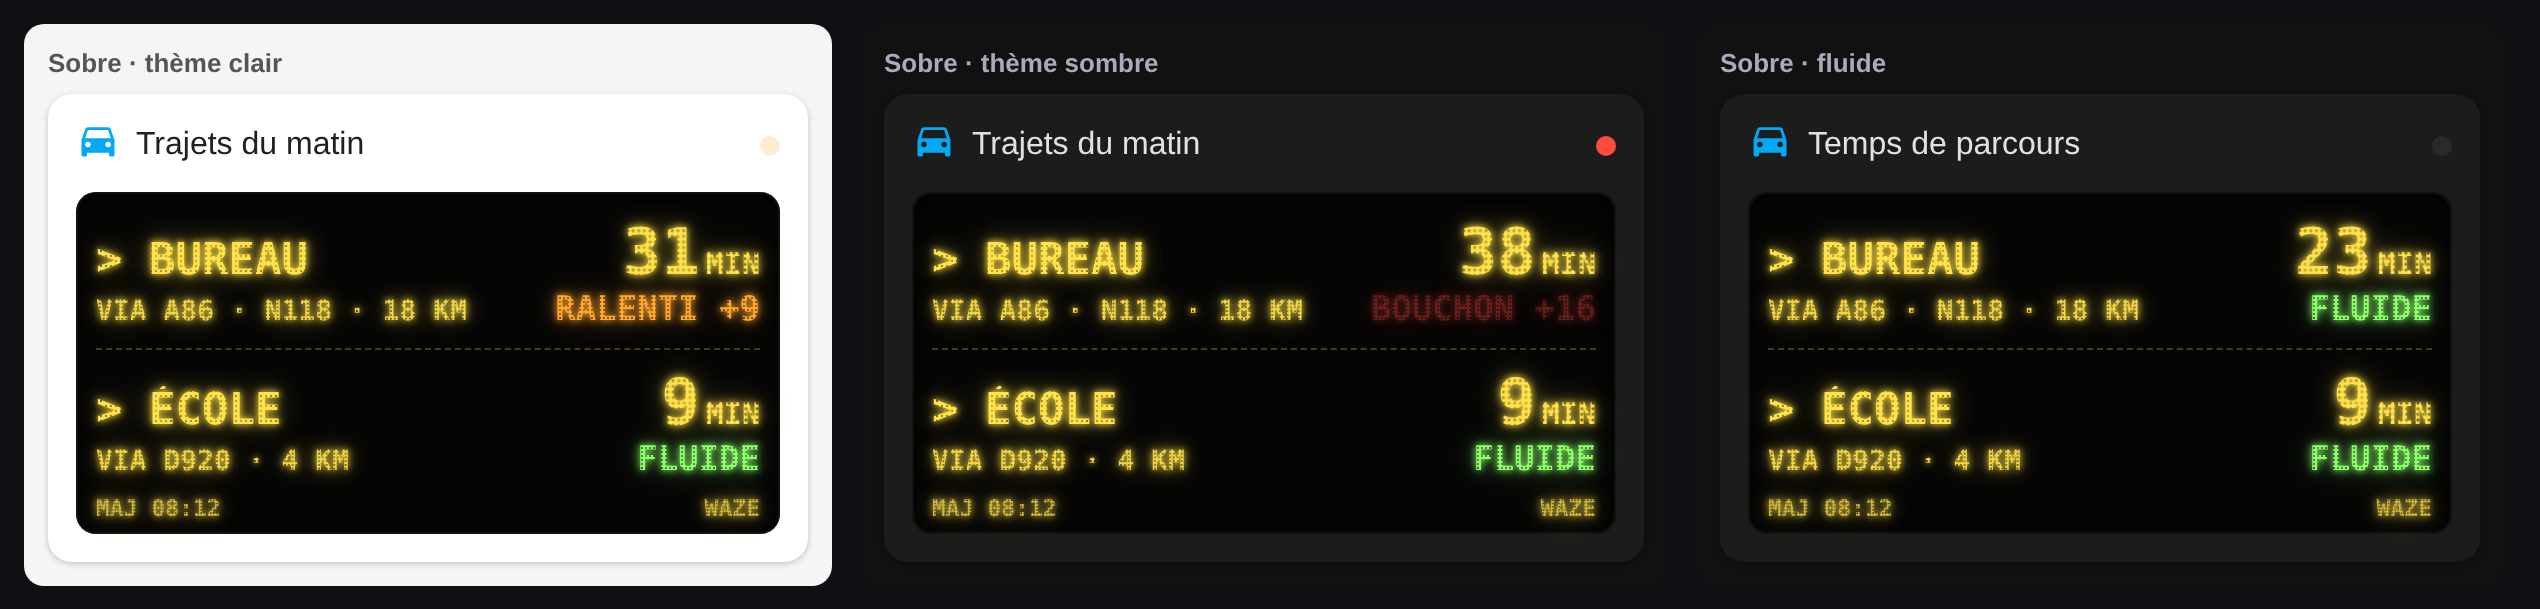 Sobre · thème clair
Trajets du matin
> BUREAU 31 MIN
VIA A86 · N118 · 18 KM RALENTI +9
> ÉCOLE 9 MIN
VIA D920 · 4 KM FLUIDE
MAJ 08:12 WAZE
Sobre · thème sombre
Trajets du matin
> BUREAU 38 MIN
VIA A86 · N118 · 18 KM BOUCHON +16
> ÉCOLE 9 MIN
VIA D920 · 4 KM FLUIDE
MAJ 08:12 WAZE
Sobre · fluide
Temps de parcours
> BUREAU 23 MIN
VIA A86 · N118 · 18 KM FLUIDE
> ÉCOLE 9 MIN
VIA D920 · 4 KM FLUIDE
MAJ 08:12 WAZE